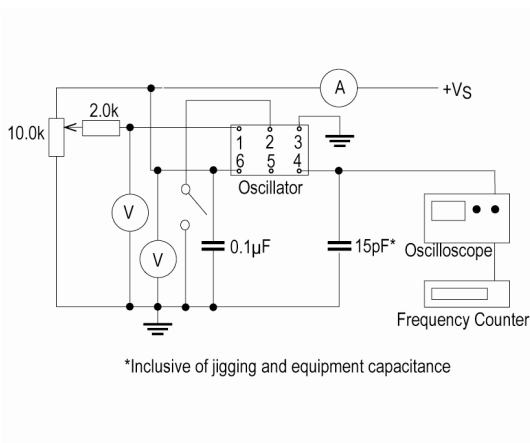 A
+VS
2.0k
10.0k
1 2 3
6 5 4
Oscillator
V
V
0.1µF
15pF*
Oscilloscope
Frequency Counter
*Inclusive of jigging and equipment capacitance